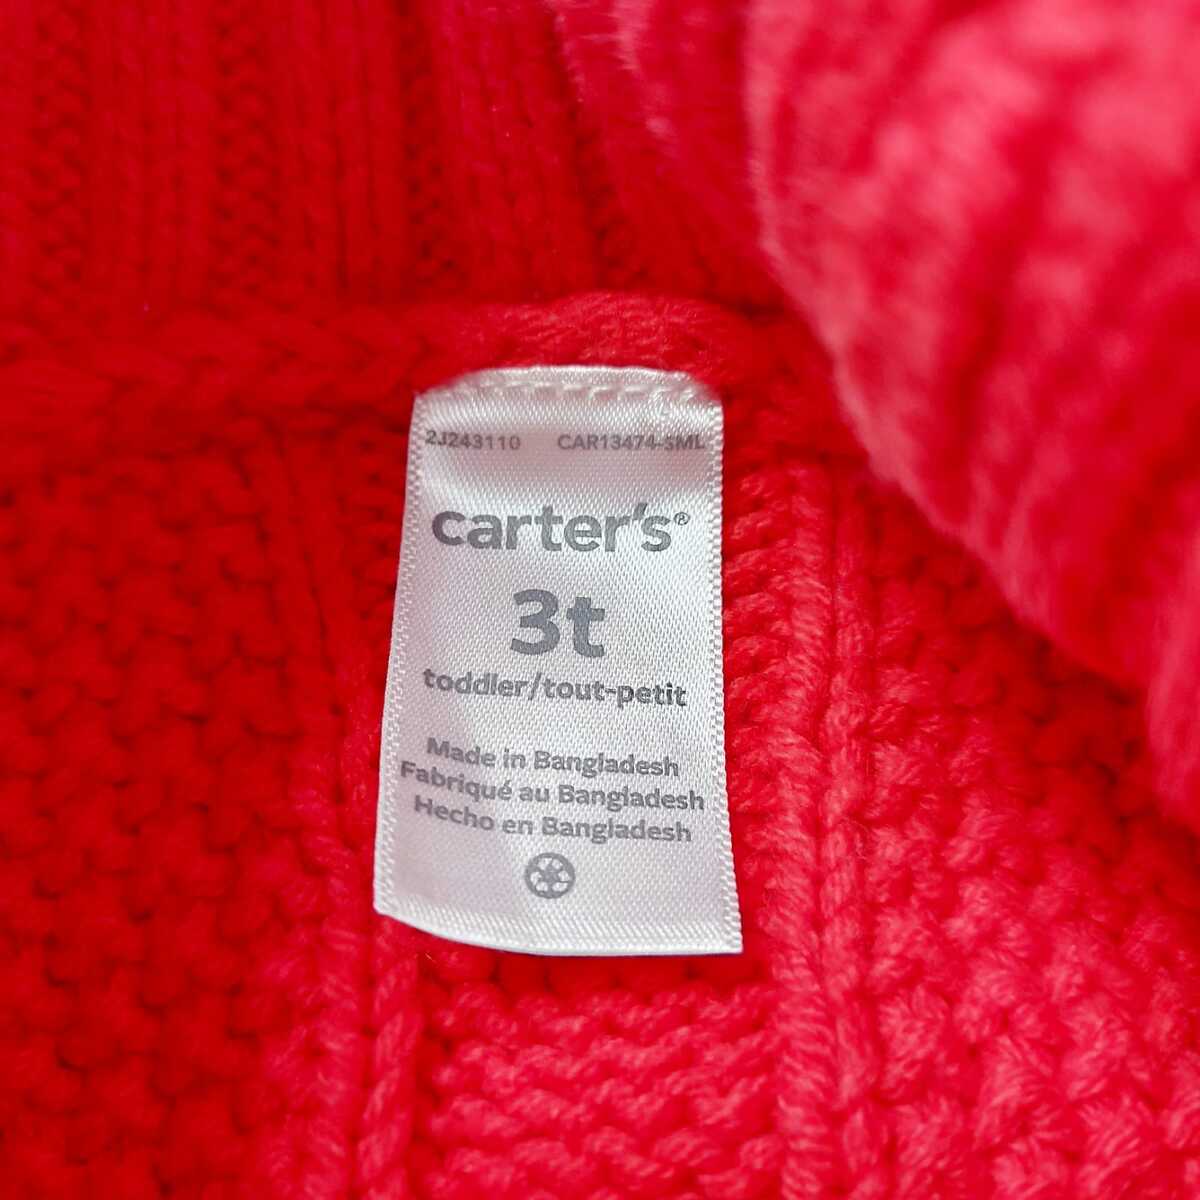 2J243110 CAR13474-SML
carter's®
3t
toddler/tout-petit
Made in Bangladesh
Fabriqué au Bangladesh
Hecho en Bangladesh